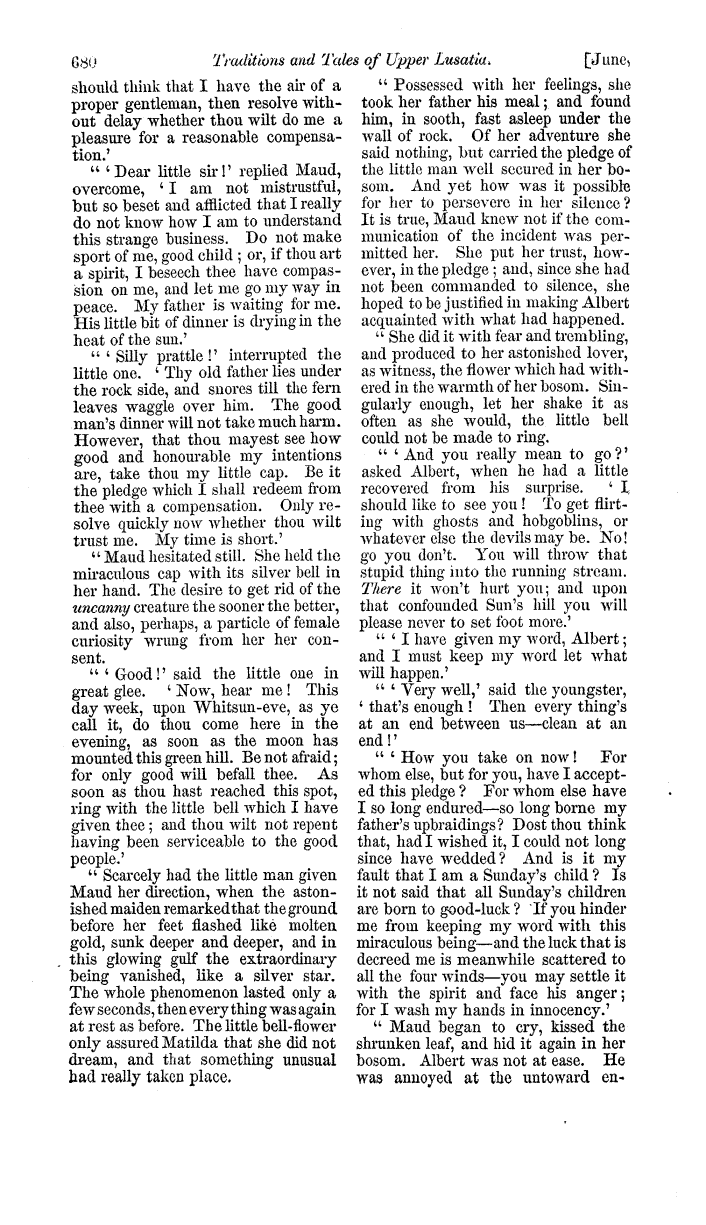 680 Traditions and Tales of Upper Lusatia. [June,
should think that I have the air of a
proper gentleman, then resolve with-
out delay whether thou wilt do me a
pleasure for a reasonable compensa-
tion.'
“‘Dear little sir!’ replied Maud,
overcome, ‘I am not mistrustful,
but so beset and afflicted that I really
do not know how I am to understand
this strange business. Do not make
sport of me, good child; or, if thou art
a spirit, I beseech thee have compas-
sion on me, and let me go my way in
peace. My father is waiting for me.
His little bit of dinner is drying in the
heat of the sun.’
“‘Silly prattle!’ interrupted the
little one. ‘Thy old father lies under
the rock side, and snores till the fern
leaves waggle over him. The good
man's dinner will not take much harm.
However, that thou mayest see how
good and honourable my intentions
are, take thou my little cap. Be it
the pledge which I shall redeem from
thee with a compensation. Only re-
solve quickly now whether thou wilt
trust me. My time is short.’
“Maud hesitated still. She held the
miraculous cap with its silver bell in
her hand. The desire to get rid of the
uncanny creature the sooner the better,
and also, perhaps, a particle of female
curiosity wrung from her her con-
sent.
“‘Good!’ said the little one in
great glee. ‘Now, hear me! This
day week, upon Whitsun-eve, as ye
call it, do thou come here in the
evening, as soon as the moon has
mounted this green hill. Be not afraid;
for only good will befall thee. As
soon as thou hast reached this spot,
ring with the little bell which I have
given thee; and thou wilt not repent
having been serviceable to the good
people.’
“Scarcely had the little man given
Maud her direction, when the aston-
ished maiden remarked that the ground
before her feet flashed like molten
gold, sunk deeper and deeper, and in
this glowing gulf the extraordinary
being vanished, like a silver star.
The whole phenomenon lasted only a
few seconds, then every thing was again
at rest as before. The little bell-flower
only assured Matilda that she did not
dream, and that something unusual
had really taken place.
“Possessed with her feelings, she
took her father his meal; and found
him, in sooth, fast asleep under the
wall of rock. Of her adventure she
said nothing, but carried the pledge of
the little man well secured in her bo-
som. And yet how was it possible
for her to persevere in her silence?
It is true, Maud knew not if the com-
munication of the incident was per-
mitted her. She put her trust, how-
ever, in the pledge; and, since she had
not been commanded to silence, she
hoped to be justified in making Albert
acquainted with what had happened.
“She did it with fear and trembling,
and produced to her astonished lover,
as witness, the flower which had with-
ered in the warmth of her bosom. Sin-
gularly enough, let her shake it as
often as she would, the little bell
could not be made to ring.
“‘And you really mean to go?’
asked Albert, when he had a little
recovered from his surprise. ‘I
should like to see you! To get flirt-
ing with ghosts and hobgoblins, or
whatever else the devils may be. No!
go you don't. You will throw that
stupid thing into the running stream.
There it won't hurt you; and upon
that confounded Sun's hill you will
please never to set foot more.’
“‘I have given my word, Albert;
and I must keep my word let what
will happen.’
“‘Very well,’ said the youngster,
‘that's enough! Then every thing's
at an end between us—clean at an
end!’
“‘How you take on now! For
whom else, but for you, have I accept-
ed this pledge? For whom else have
I so long endured—so long borne my
father's upbraidings? Dost thou think
that, had I wished it, I could not long
since have wedded? And is it my
fault that I am a Sunday's child? Is
it not said that all Sunday's children
are born to good-luck? If you hinder
me from keeping my word with this
miraculous being—and the luck that is
decreed me is meanwhile scattered to
all the four winds—you may settle it
with the spirit and face his anger;
for I wash my hands in innocency.’
“Maud began to cry, kissed the
shrunken leaf, and hid it again in her
bosom. Albert was not at ease. He
was annoyed at the untoward en-